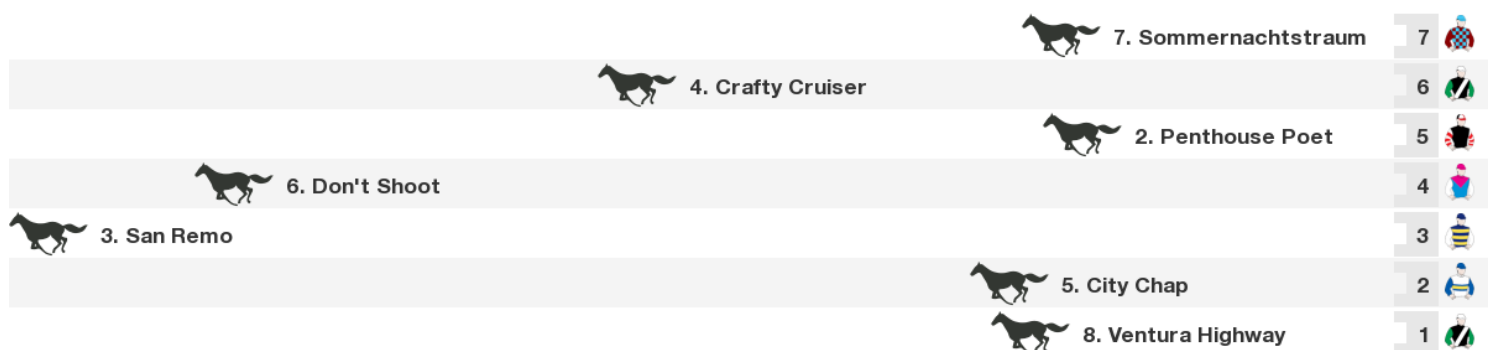 7. Sommernachtstraum 7
4. Crafty Cruiser 6
2. Penthouse Poet 5
6. Don't Shoot 4
3. San Remo 3
5. City Chap 2
8. Ventura Highway 1